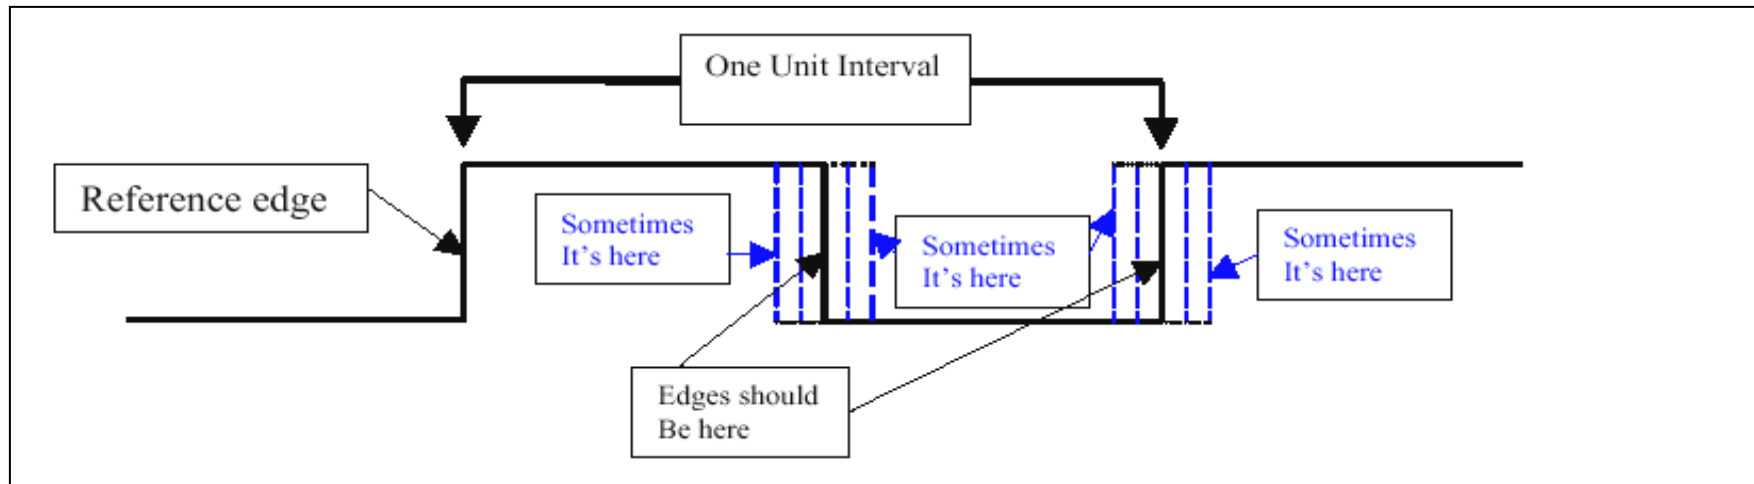 One Unit Interval
Reference edge
Sometimes
It’s here
Sometimes
It’s here
Sometimes
It’s here
Edges should
Be here